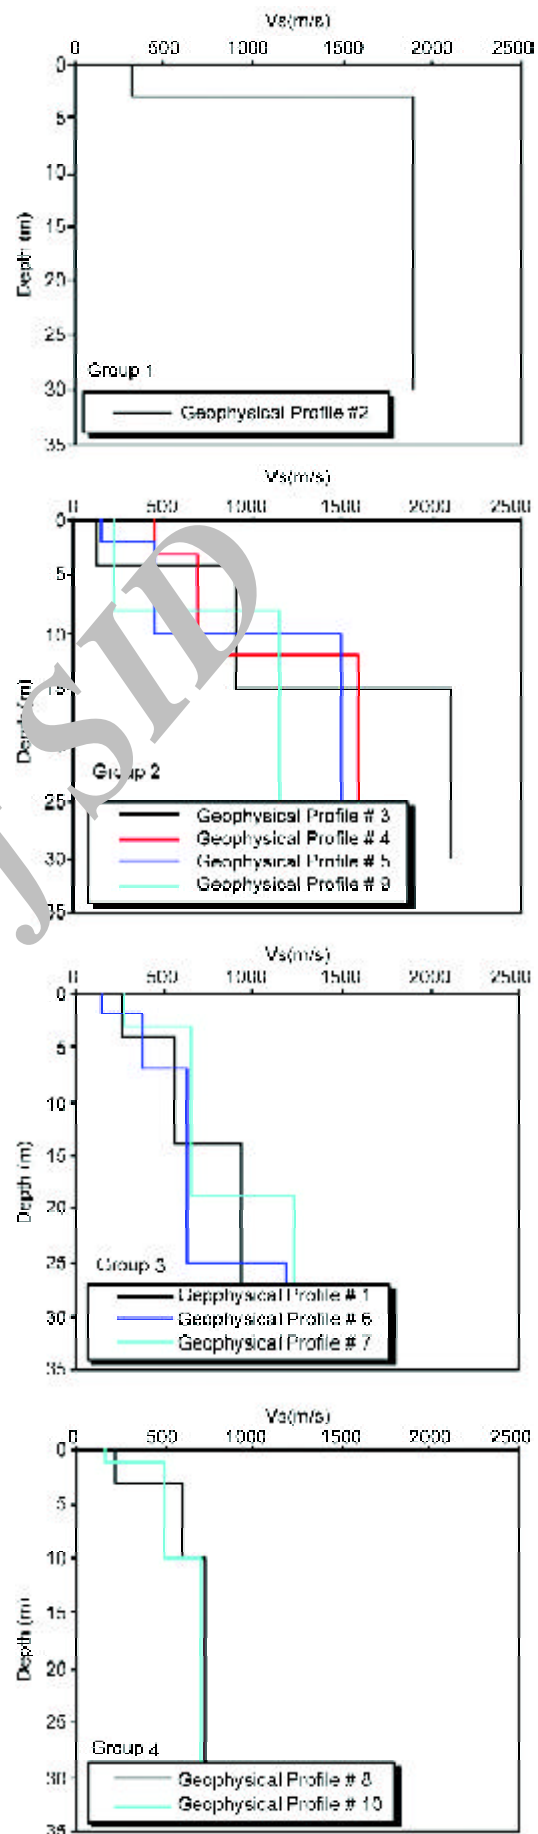 Vs(m/s)
0 500 1000 1500 2000 2500
0
5
10
15
20
25
30
35
Depth (m)
Group 1
Geophysical Profile #2
Vs(m/s)
0 500 1000 1500 2000 2500
0
5
10
15
25
30
35
Depth (m)
Group 2
Geophysical Profile # 3
Geophysical Profile # 4
Geophysical Profile # 5
Geophysical Profile # 9
J SID
Vs(m/s)
0 500 1000 1500 2000 2500
0
5
10
15
20
25
30
35
Depth (m)
Group 3
Geophysical Profile # 1
Geophysical Profile # 6
Geophysical Profile # 7
Vs(m/s)
0 500 1000 1500 2000 2500
0
5
10
15
20
25
30
35
Depth (m)
Group 4
Geophysical Profile # 8
Geophysical Profile # 10